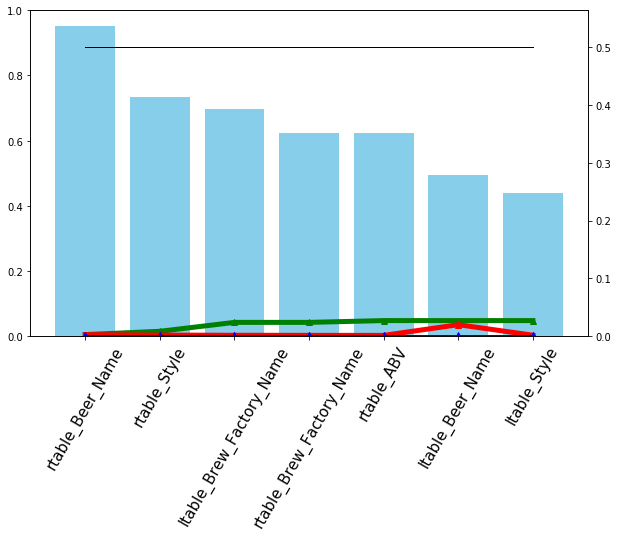 1.0
0.8
0.6
0.4
0.2
0.0
0.5
0.4
0.3
0.2
0.1
0.0
rtable_Beer_Name
rtable_Style
ltable_Brew_Factory_Name
rtable_Brew_Factory_Name
rtable_ABV
ltable_Beer_Name
ltable_Style